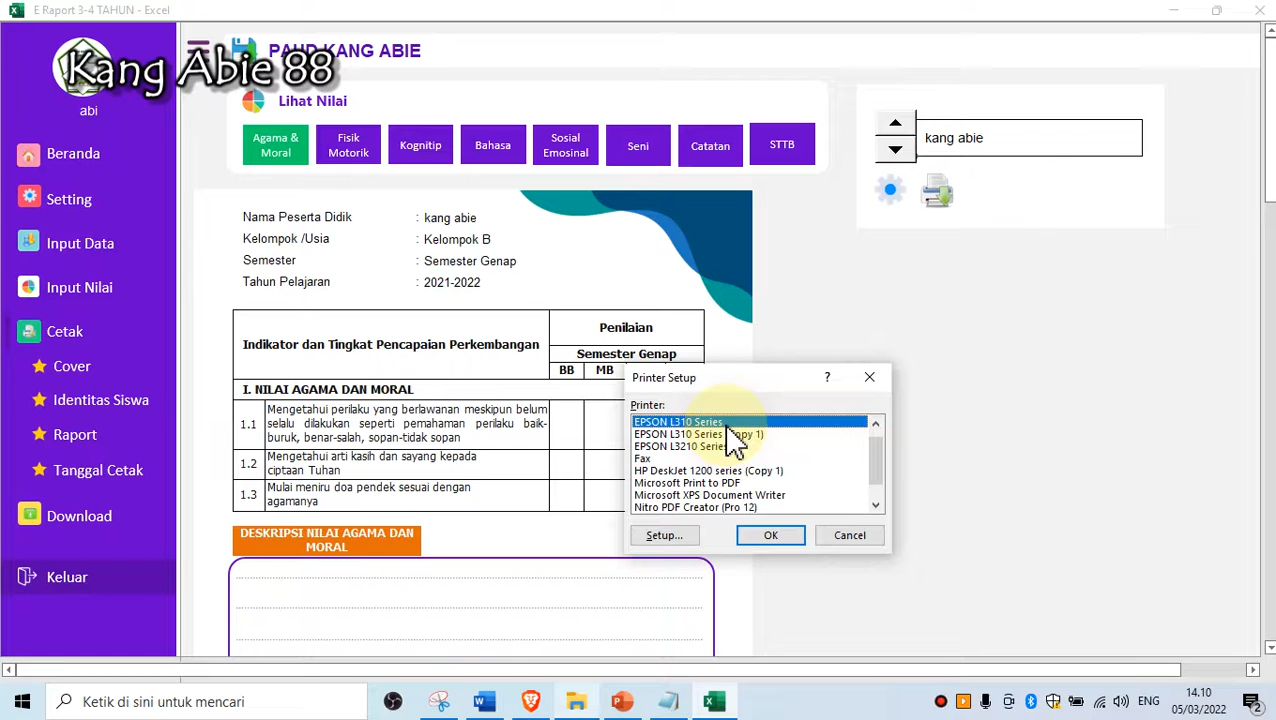 E Raport 3-4 TAHUN - Excel
Kang Abie 88
abi
Beranda
Setting
Input Data
Input Nilai
Cetak
Cover
Identitas Siswa
Raport
Tanggal Cetak
Download
Keluar
PAUD KANG ABIE
Lihat Nilai
Agama & Moral
Fisik Motorik
Kognitip
Bahasa
Sosial Emosinal
Seni
Catatan
STTB
kang abie
Nama Peserta Didik : kang abie
Kelompok /Usia : Kelompok B
Semester : Semester Genap
Tahun Pelajaran : 2021-2022
Indikator dan Tingkat Pencapaian Perkembangan
Penilaian
Semester Genap
BB MB
I. NILAI AGAMA DAN MORAL
1.1 Mengetahui perilaku yang berlawanan meskipun belum
selalu dilakukan seperti pemahaman perilaku baik-
buruk, benar-salah, sopan-tidak sopan
1.2 Mengetahui arti kasih dan sayang kepada
ciptaan Tuhan
1.3 Mulai meniru doa pendek sesuai dengan
agamanya
DESKRIPSI NILAI AGAMA DAN
MORAL
Printer Setup
?
Printer:
EPSON L310 Series
EPSON L310 Series
EPSON L3210 Series
Fax
HP DeskJet 1200 series (Copy 1)
Microsoft Print to PDF
Microsoft XPS Document Writer
Nitro PDF Creator (Pro 12)
Setup...
OK
Cancel
Ketik di sini untuk mencari
ENG
14.10
05/03/2022
2